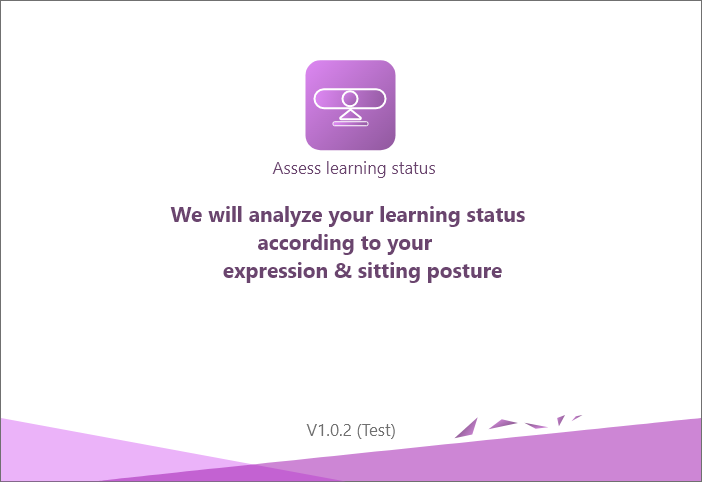 Assess learning status
We will analyze your learning status
according to your
expression & sitting posture
V1.0.2 (Test)